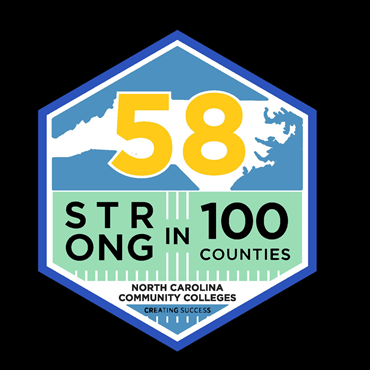 58
STR
ONG
IN
100
COUNTIES
NORTH CAROLINA
COMMUNITY COLLEGES
CREATING SUCCESS